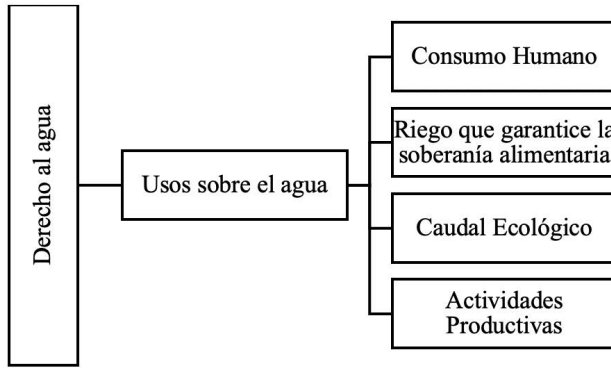 Derecho al agua
Usos sobre el agua
Consumo Humano
Riego que garantice la
soberanía alimentaria
Caudal Ecológico
Actividades
Productivas